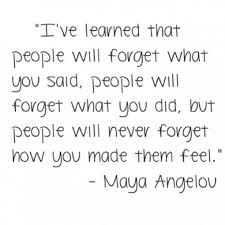 "I've learned that
people will forget what
you said, people will
forget what you did, but
people will never forget
how you made them feel."
- Maya Angelou